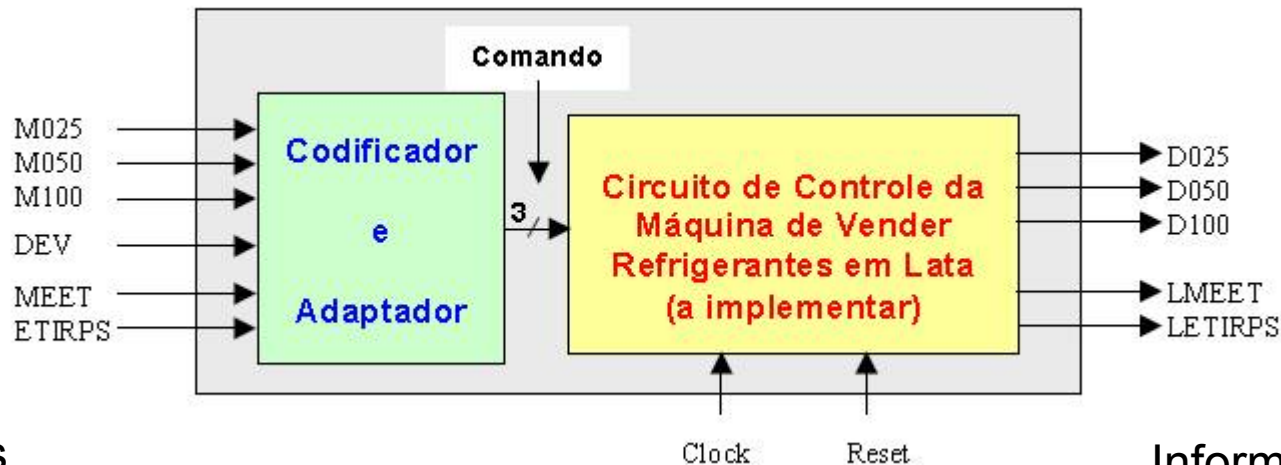 Comando
M025
M050
M100
DEV
MEET
ETIRPS
Codificador
e
Adaptador
3
Circuito de Controle da
Máquina de Vender
Refrigerantes em Lata
(a implementar)
D025
D050
D100
LMEET
LETIRPS
Clock
Reset